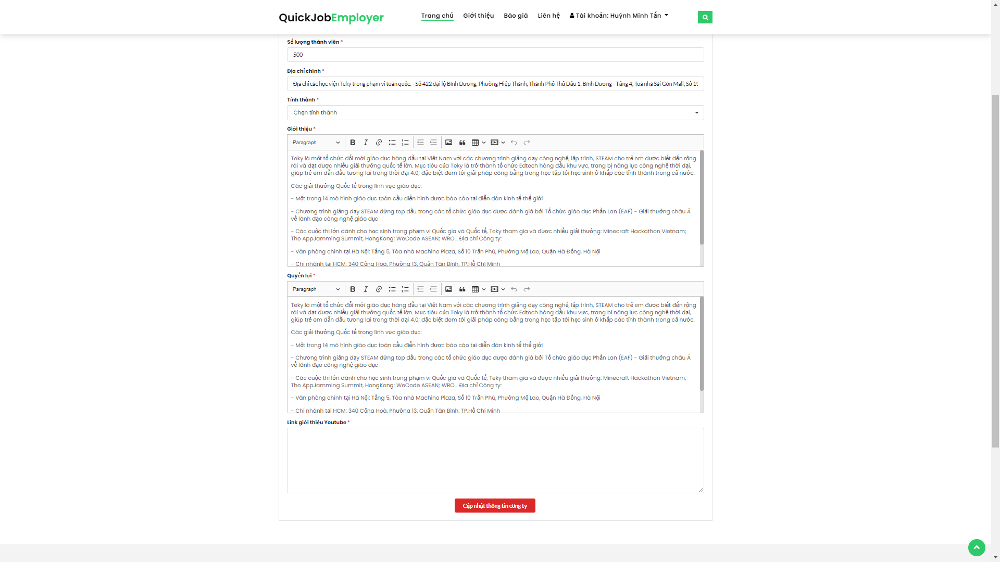 QuickJobEmployer
Trang chủ
Giới thiệu
Báo giá
Liên hệ
Tài khoản: Huỳnh Minh Tấn
Số lượng thành viên *
500
Địa chỉ chính *
Địa chỉ các học viện Teky trong phạm vi toàn quốc: - Số 422 đại lộ Bình Dương, Phường Hiệp Thành, Thành Phố Thủ Dầu 1, Bình Dương - Tầng 4, Toà nhà Sài Gòn Mall, Số 19
Tỉnh thành *
Chọn tỉnh thành
Giới thiệu *
Paragraph
Teky là một tổ chức đổi mới giáo dục hàng đầu tại Việt Nam với các chương trình giảng dạy công nghệ, lập trình, STEAM cho trẻ em được biết đến rộng
rãi và đạt được nhiều giải thưởng quốc tế lớn. Mục tiêu của Teky là trở thành tổ chức Edtech hàng đầu khu vực, trang bị năng lực công nghệ thời đại,
giúp trẻ em dẫn đầu tương lai trong thời đại 4.0; đặc biệt đem tới giải pháp công bằng trong học tập tới học sinh ở khắp các tỉnh thành trong cả nước.
Các giải thưởng Quốc tế trong lĩnh vực giáo dục:
- Một trong 14 mô hình giáo dục toàn cầu điển hình được báo cáo tại diễn đàn kinh tế thế giới
- Chương trình giảng dạy STEAM đứng top đầu trong các tổ chức giáo dục được đánh giá bởi Tổ chức giáo dục Phần Lan (EAF) - Giải thưởng châu Á
về lãnh đạo công nghệ giáo dục
- Các cuộc thi lớn dành cho học sinh trong phạm vi Quốc gia và Quốc tế, Teky tham gia và được nhiều giải thưởng: Minecraft Hackathon Vietnam;
The AppJamming Summit, HongKong; WeCode ASEAN; WRO... Địa chỉ Công ty:
- Văn phòng chính tại Hà Nội: Tầng 5, Tòa nhà Machino Plaza, Số 10 Trần Phú, Phường Mộ Lao, Quận Hà Đông, Hà Nội
- Chi nhánh tại HCM: 340 Cộng Hoà, Phường 13, Quận Tân Bình, TP.Hồ Chí Minh
Quyền lợi *
Paragraph
Teky là một tổ chức đổi mới giáo dục hàng đầu tại Việt Nam với các chương trình giảng dạy công nghệ, lập trình, STEAM cho trẻ em được biết đến rộng
rãi và đạt được nhiều giải thưởng quốc tế lớn. Mục tiêu của Teky là trở thành tổ chức Edtech hàng đầu khu vực, trang bị năng lực công nghệ thời đại,
giúp trẻ em dẫn đầu tương lai trong thời đại 4.0; đặc biệt đem tới giải pháp công bằng trong học tập tới học sinh ở khắp các tỉnh thành trong cả nước.
Các giải thưởng Quốc tế trong lĩnh vực giáo dục:
- Một trong 14 mô hình giáo dục toàn cầu điển hình được báo cáo tại diễn đàn kinh tế thế giới
- Chương trình giảng dạy STEAM đứng top đầu trong các tổ chức giáo dục được đánh giá bởi Tổ chức giáo dục Phần Lan (EAF) - Giải thưởng châu Á
về lãnh đạo công nghệ giáo dục
- Các cuộc thi lớn dành cho học sinh trong phạm vi Quốc gia và Quốc tế, Teky tham gia và được nhiều giải thưởng: Minecraft Hackathon Vietnam;
The AppJamming Summit, HongKong; WeCode ASEAN; WRO... Địa chỉ Công ty:
- Văn phòng chính tại Hà Nội: Tầng 5, Tòa nhà Machino Plaza, Số 10 Trần Phú, Phường Mộ Lao, Quận Hà Đông, Hà Nội
- Chi nhánh tại HCM: 340 Cộng Hoà, Phường 13, Quận Tân Bình, TP.Hồ Chí Minh
Link giới thiệu Youtube *
Cập nhật thông tin công ty